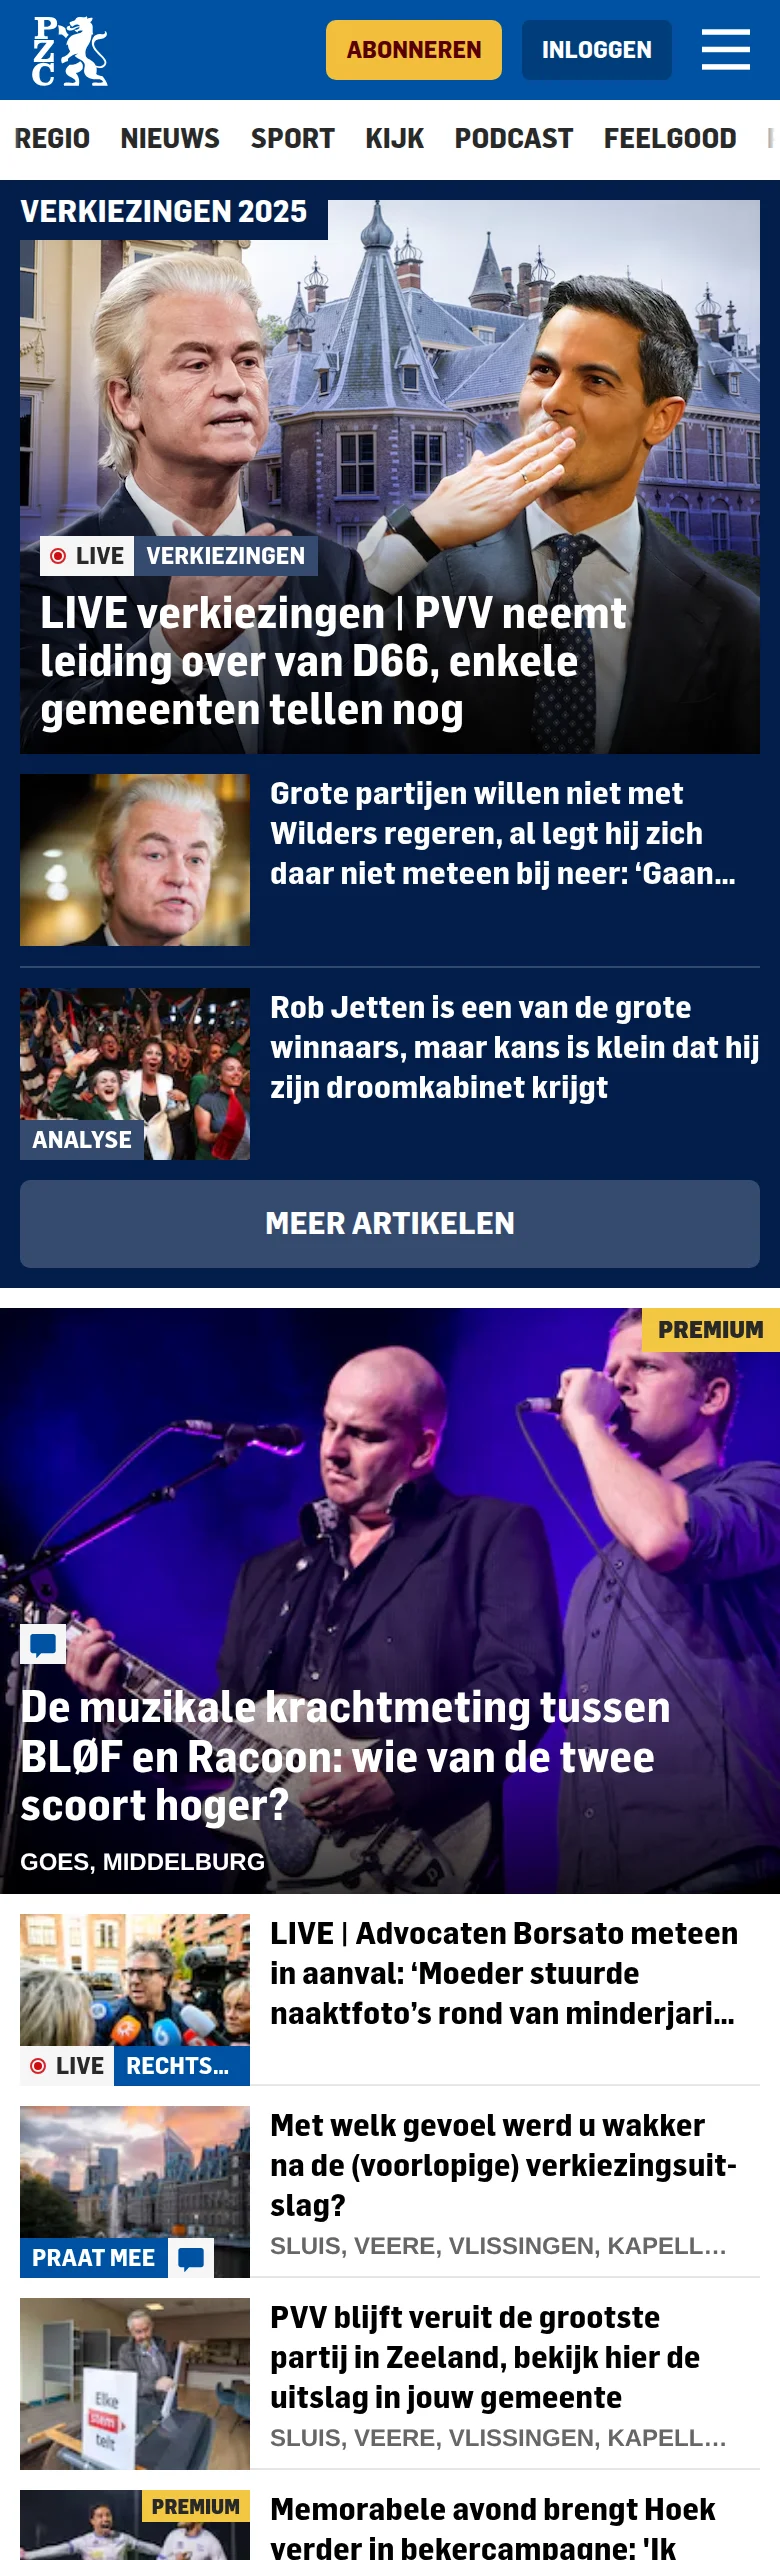 PZC
ABONNEREN
INLOGGEN
REGIO NIEUWS SPORT KIJK PODCAST FEELGOOD
VERKIEZINGEN 2025
LIVE VERKIEZINGEN
LIVE verkiezingen | PVV neemt
leiding over van D66, enkele
gemeenten tellen nog
Grote partijen willen niet met
Wilders regeren, al legt hij zich
daar niet meteen bij neer: ‘Gaan...
Rob Jetten is een van de grote
winnaars, maar kans is klein dat hij
zijn droomkabinet krijgt
ANALYSE
MEER ARTIKELEN
PREMIUM
De muzikale krachtmeting tussen
BLØF en Racoon: wie van de twee
scoort hoger?
GOES, MIDDELBURG
LIVE | Advocaten Borsato meteen
in aanval: ‘Moeder stuurde
naaktfoto’s rond van minderjari...
LIVE RECHTS...
Met welk gevoel werd u wakker
na de (voorlopige) verkiezingsuit-
slag?
SLUIS, VEERE, VLISSINGEN, KAPELL...
PRAAT MEE
PVV blijft veruit de grootste
partij in Zeeland, bekijk hier de
uitslag in jouw gemeente
SLUIS, VEERE, VLISSINGEN, KAPELL...
Elke
stem
telt
PREMIUM
Memorabele avond brengt Hoek
verder in bekercampagne: 'Ik